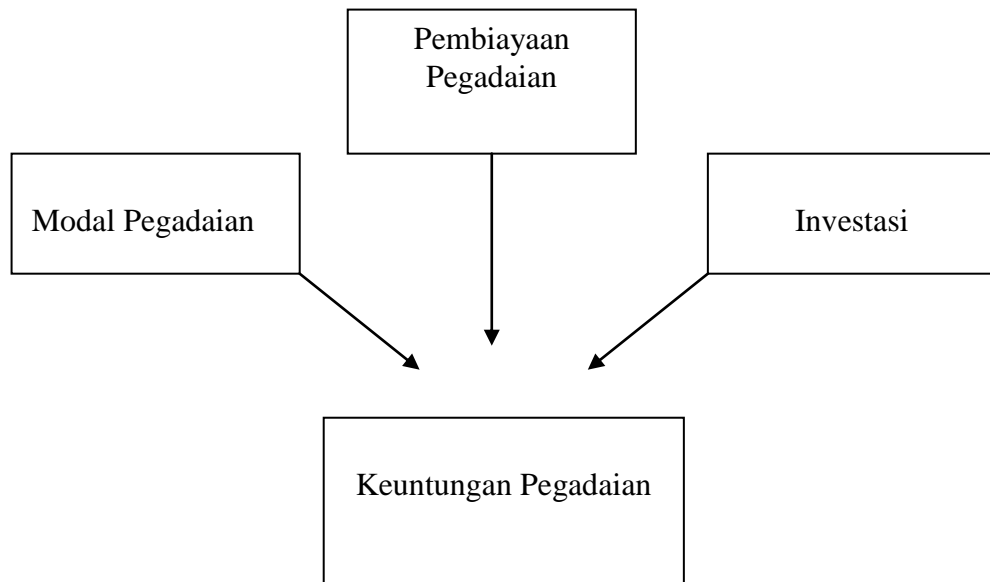 Pembiayaan
Pegadaian
Modal Pegadaian
Investasi
Keuntungan Pegadaian